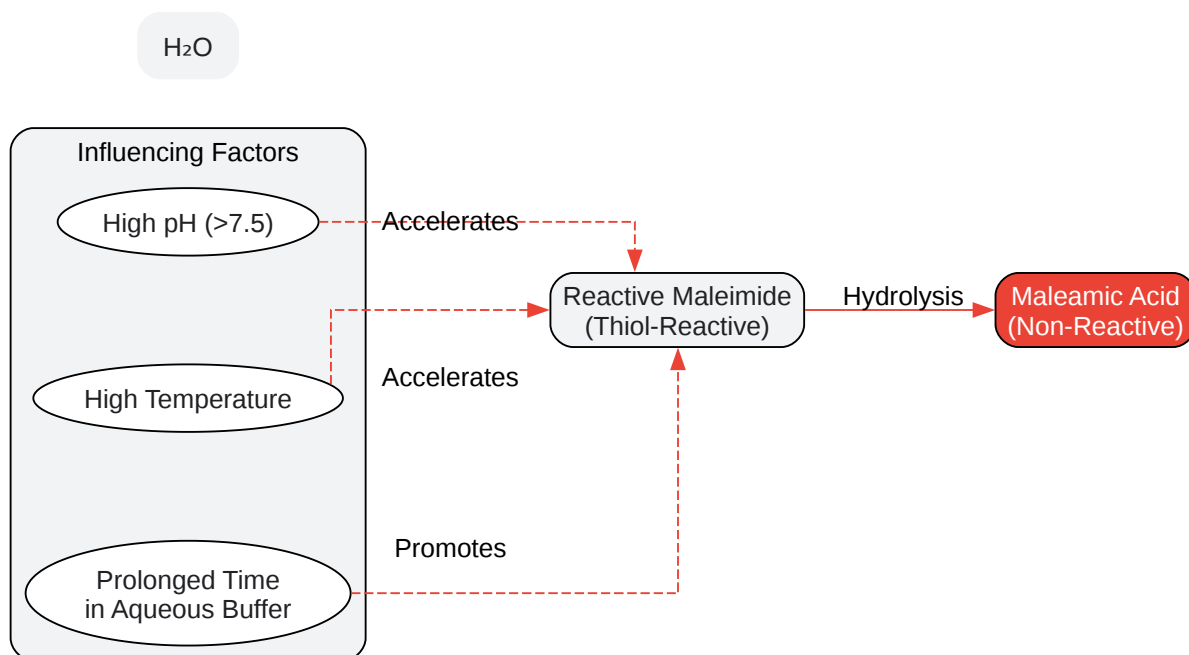 H₂O
Influencing Factors
High pH (>7.5)
Accelerates
Reactive Maleimide
(Thiol-Reactive)
Hydrolysis
Maleamic Acid
(Non-Reactive)
High Temperature
Accelerates
Promotes
Prolonged Time
in Aqueous Buffer